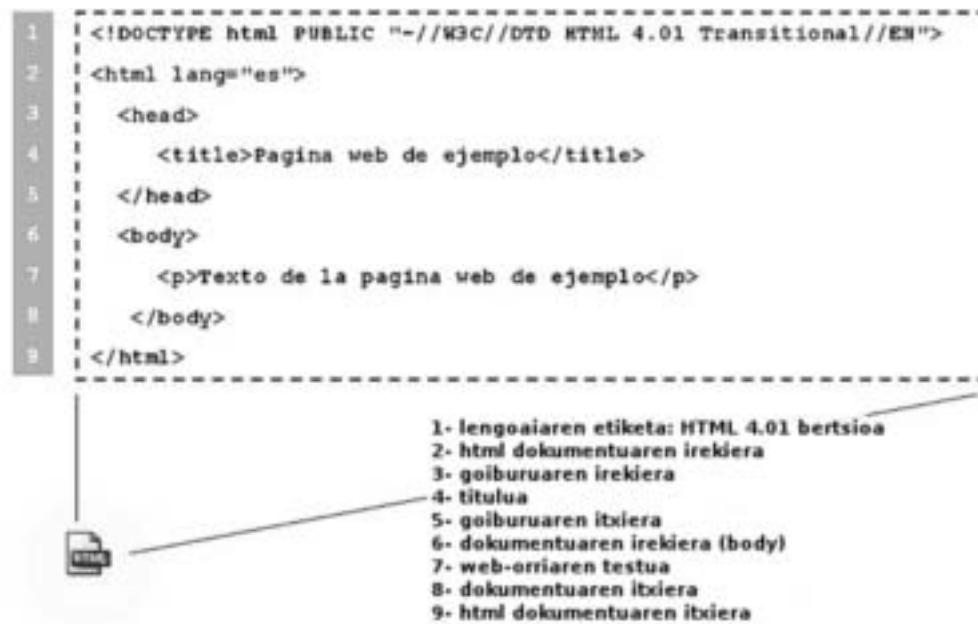 1 <!DOCTYPE html PUBLIC "-//W3C//DTD HTML 4.01 Transitional//EN">
2 <html lang="es">
3 <head>
4 <title>Pagina web de ejemplo</title>
5 </head>
6 <body>
7 <p>Texto de la pagina web de ejemplo</p>
8 </body>
9 </html>
1- lengoaiaren etiketa: HTML 4.01 bertsioa
2- html dokumentuaren irekiera
3- goiburuaren irekiera
4- titulua
5- goiburuaren itxiera
6- dokumentuaren irekiera (body)
HTML
7- web-orriaren testua
8- dokumentuaren itxiera
9- html dokumentuaren itxiera